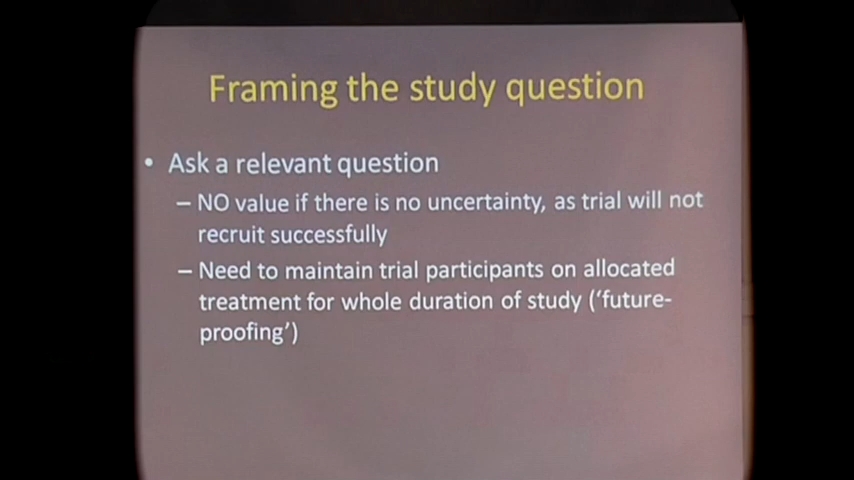 Framing the study question
• Ask a relevant question
– NO value if there is no uncertainty, as trial will not
recruit successfully
– Need to maintain trial participants on allocated
treatment for whole duration of study (‘future-
proofing’)